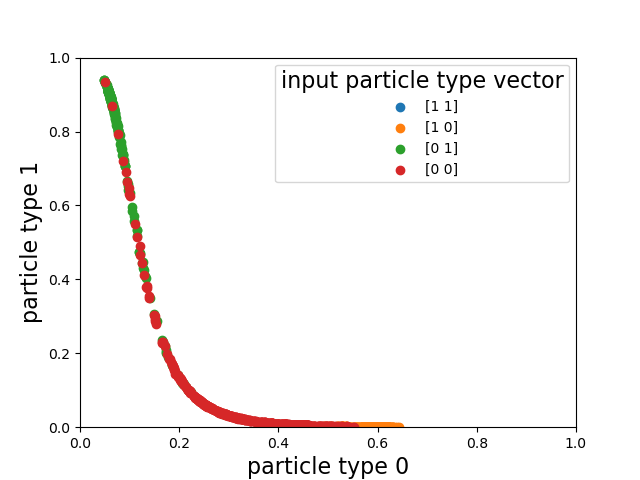 input particle type vector
[1 1]
[1 0]
[0 1]
[0 0]
1.0
0.8
0.6
0.4
0.2
0.0
particle type 1
0.0 0.2 0.4 0.6 0.8 1.0
particle type 0